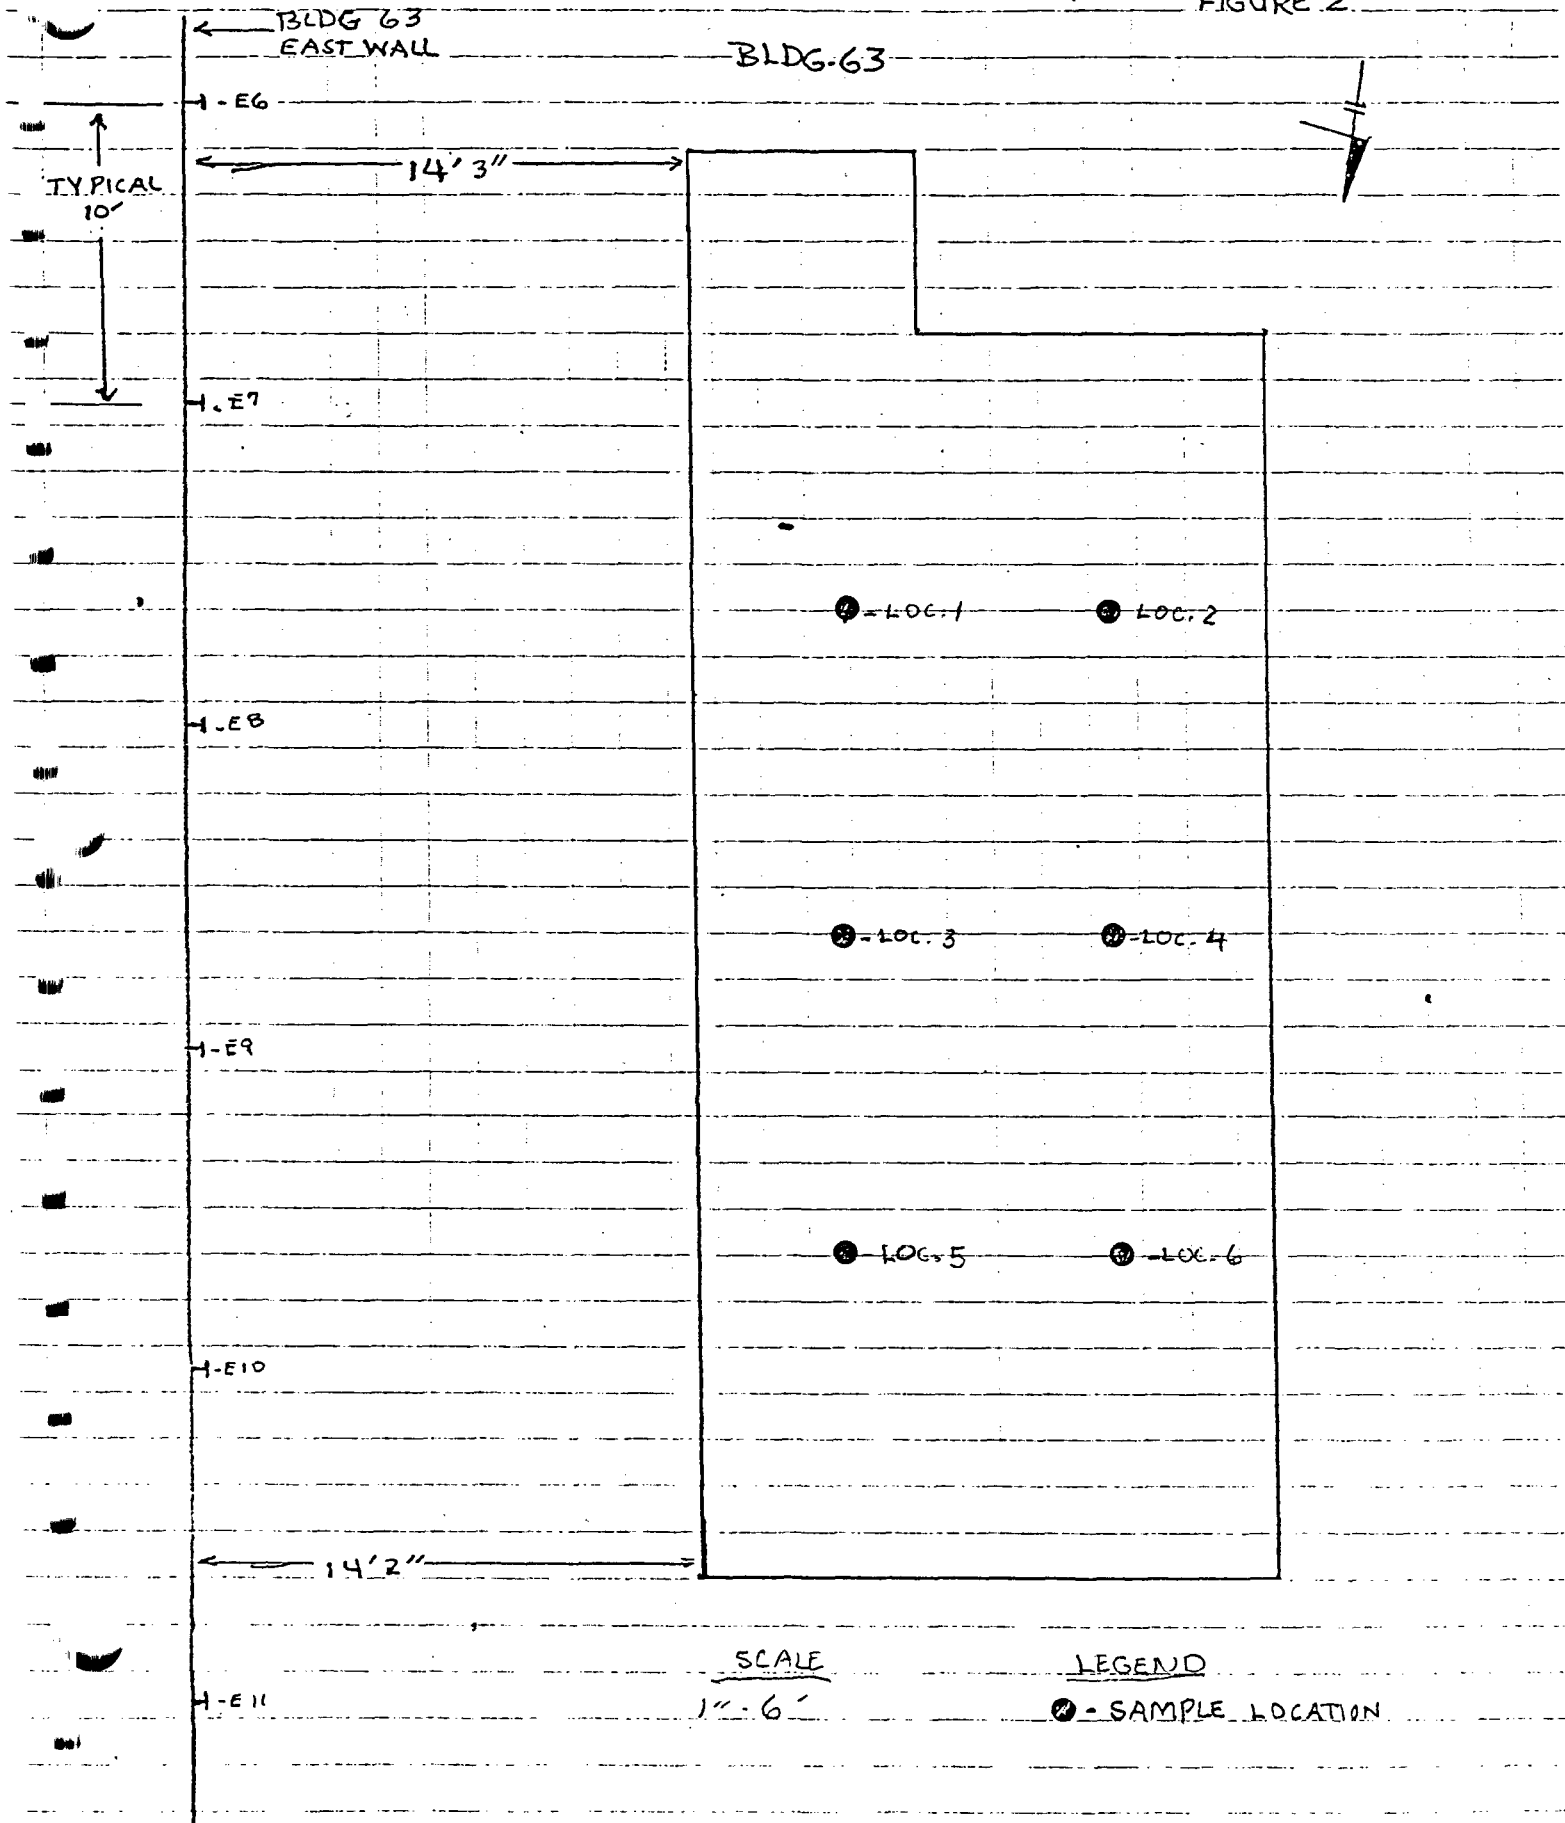 FIGURE 2
BLDG 63
EAST WALL
BLDG. 63
E6
14' 3"
TYPICAL
10'
E7
LOC. 1
LOC. 2
E8
LOC. 3
LOC. 4
E9
LOC. 5
LOC. 6
E10
14' 2"
SCALE
1" - 6'
LEGEND
- SAMPLE LOCATION
E11